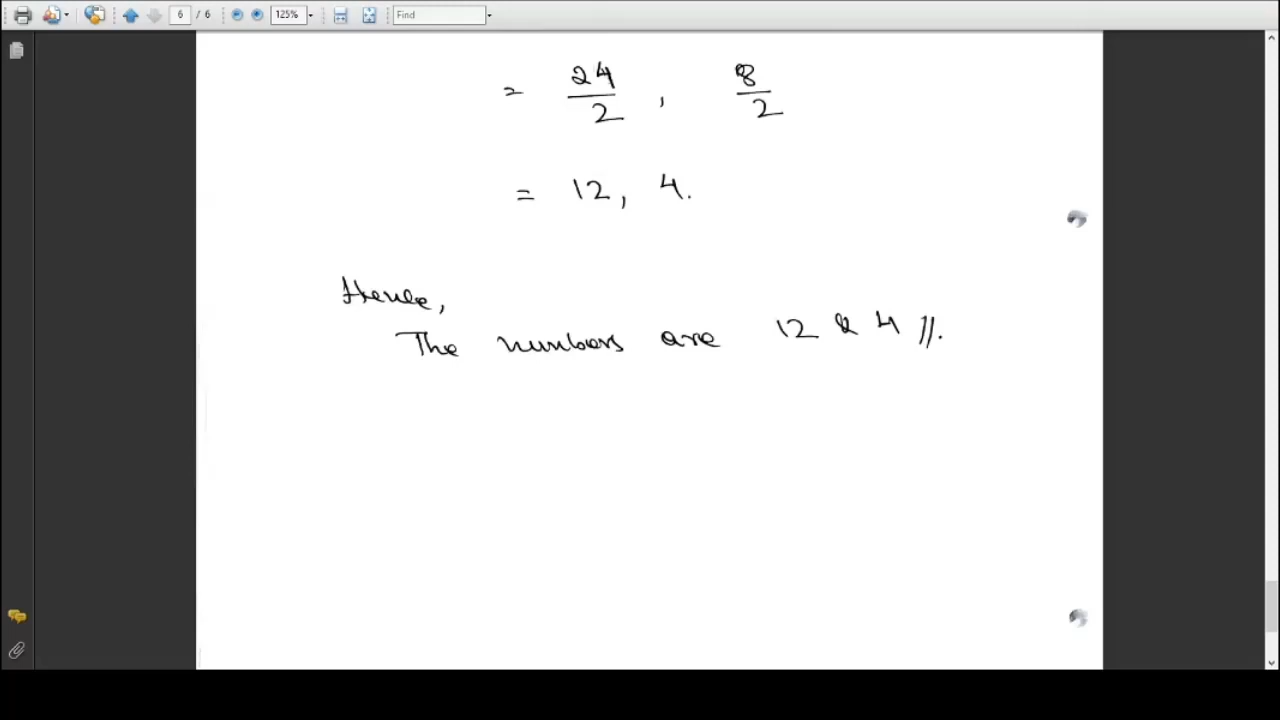 6 / 6 125% Find
= 24/2 , 8/2
= 12, 4.
Hence,
The numbers are 12 & 4 //.